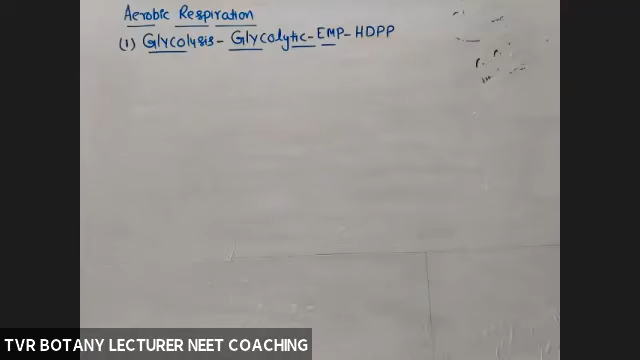 Aerobic Respiration
(1) Glycolysis - Glycolytic - EMP - HDPP
TVR BOTANY LECTURER NEET COACHING